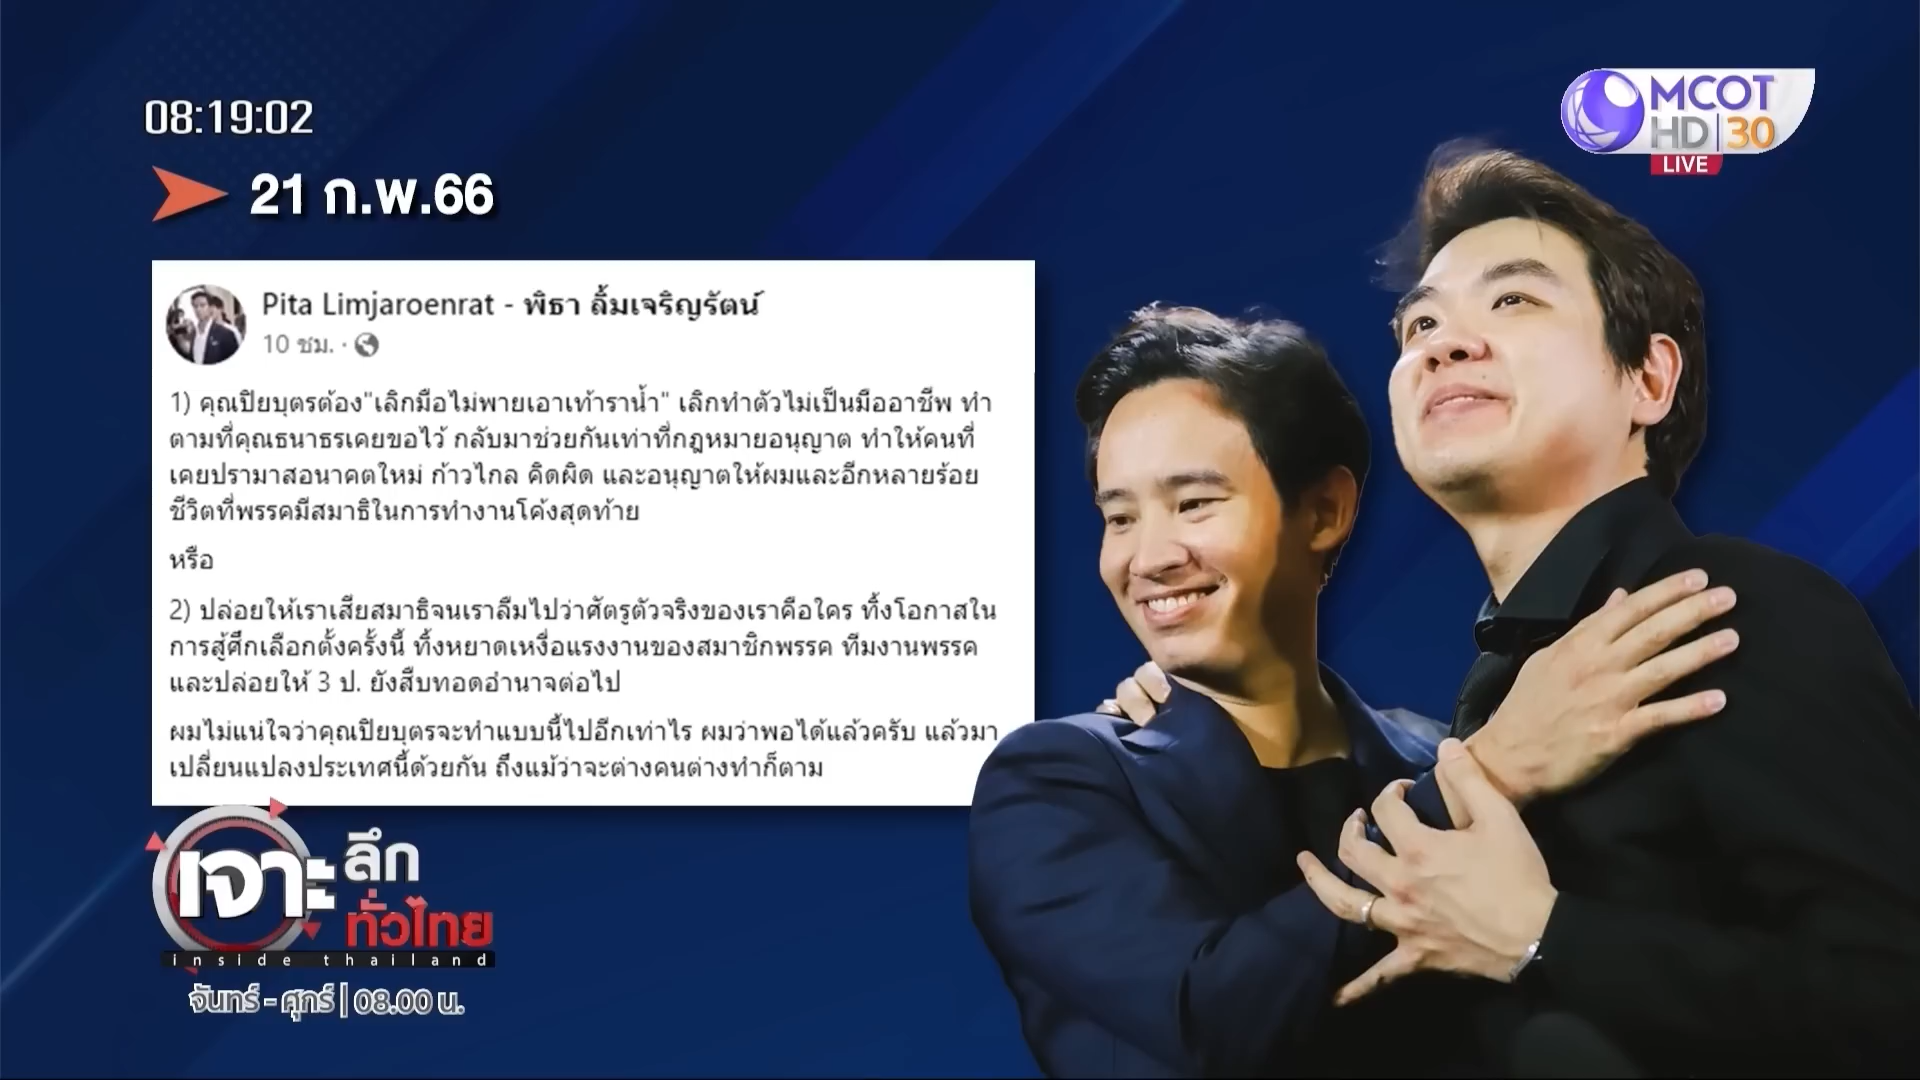 08:19:02
MCOT
HD|30
LIVE
21 ก.พ.66
Pita Limjaroenrat - พิธา ลิ้มเจริญรัตน์
10 ชม. ·
1) คุณปิยบุตรต้อง"เลิกมือไม่พายเอาเท้าราน้ำ" เลิกทำตัวไม่เป็นมืออาชีพ ทำ
ตามที่คุณธนาธรเคยขอไว้ กลับมาช่วยกันเท่าที่กฎหมายอนุญาต ทำให้คนที่
เคยปรามาสอนาคตใหม่ ก้าวไกล คิดผิด และอนุญาตให้ผมและอีกหลายร้อย
ชีวิตที่พรรคมีสมาธิในการทำงานโค้งสุดท้าย
หรือ
2) ปล่อยให้เราเสียสมาธิจนเราลืมไปว่าศัตรูตัวจริงของเราคือใคร ทิ้งโอกาสใน
การสู้ศึกเลือกตั้งครั้งนี้ ทิ้งหยาดเหงื่อแรงงานของสมาชิกพรรค ทีมงานพรรค
และปล่อยให้ 3 ป. ยังสืบทอดอำนาจต่อไป
ผมไม่แน่ใจว่าคุณปิยบุตรจะทำแบบนี้ไปอีกเท่าไร ผมว่าพอได้แล้วครับ แล้วมา
เปลี่ยนแปลงประเทศนี้ด้วยกัน ถึงแม้ว่าจะต่างคนต่างทำก็ตาม
เจาะลึก
ทั่วไทย
inside thailand
จันทร์ - ศุกร์ | 08.00 น.